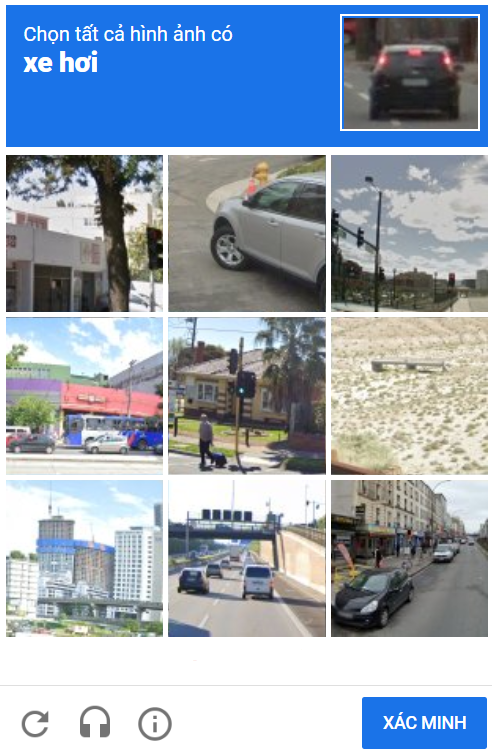 Chọn tất cả hình ảnh có
xe hơi
XÁC MINH